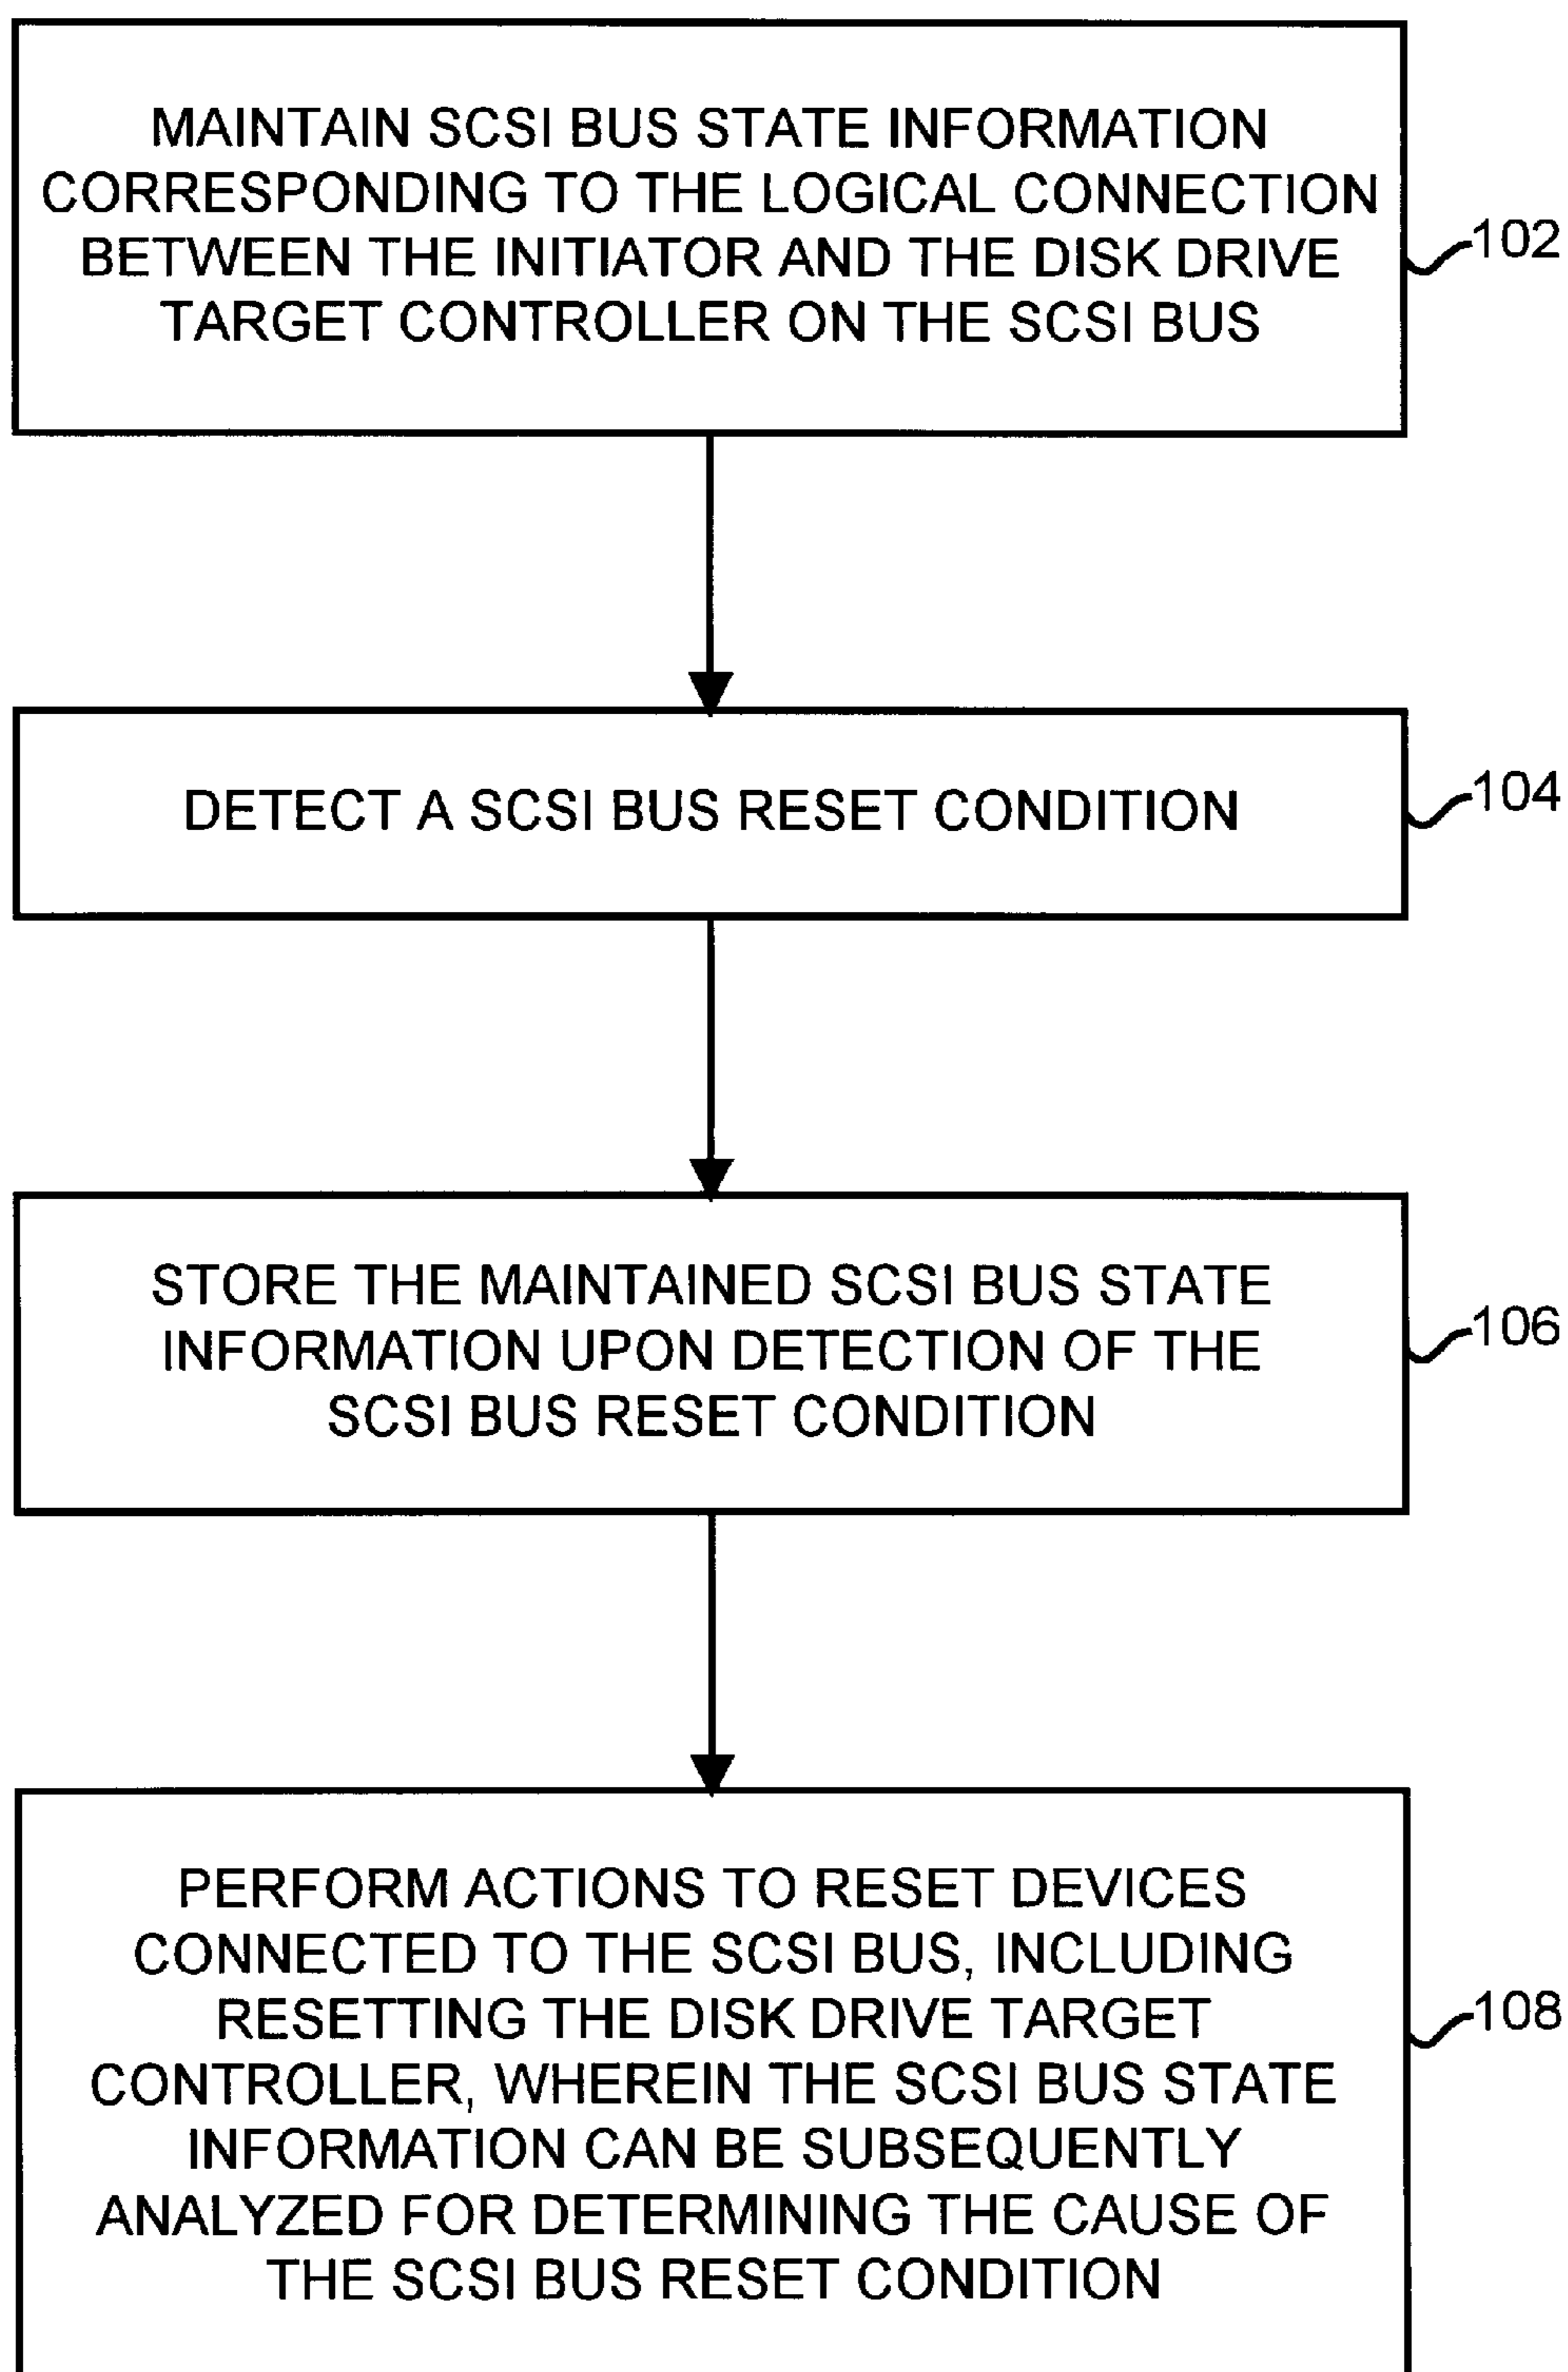 MAINTAIN SCSI BUS STATE INFORMATION
CORRESPONDING TO THE LOGICAL CONNECTION
BETWEEN THE INITIATOR AND THE DISK DRIVE
TARGET CONTROLLER ON THE SCSI BUS
102
DETECT A SCSI BUS RESET CONDITION
104
STORE THE MAINTAINED SCSI BUS STATE
INFORMATION UPON DETECTION OF THE
SCSI BUS RESET CONDITION
106
PERFORM ACTIONS TO RESET DEVICES
CONNECTED TO THE SCSI BUS, INCLUDING
RESETTING THE DISK DRIVE TARGET
CONTROLLER, WHEREIN THE SCSI BUS STATE
INFORMATION CAN BE SUBSEQUENTLY
ANALYZED FOR DETERMINING THE CAUSE OF
THE SCSI BUS RESET CONDITION
108